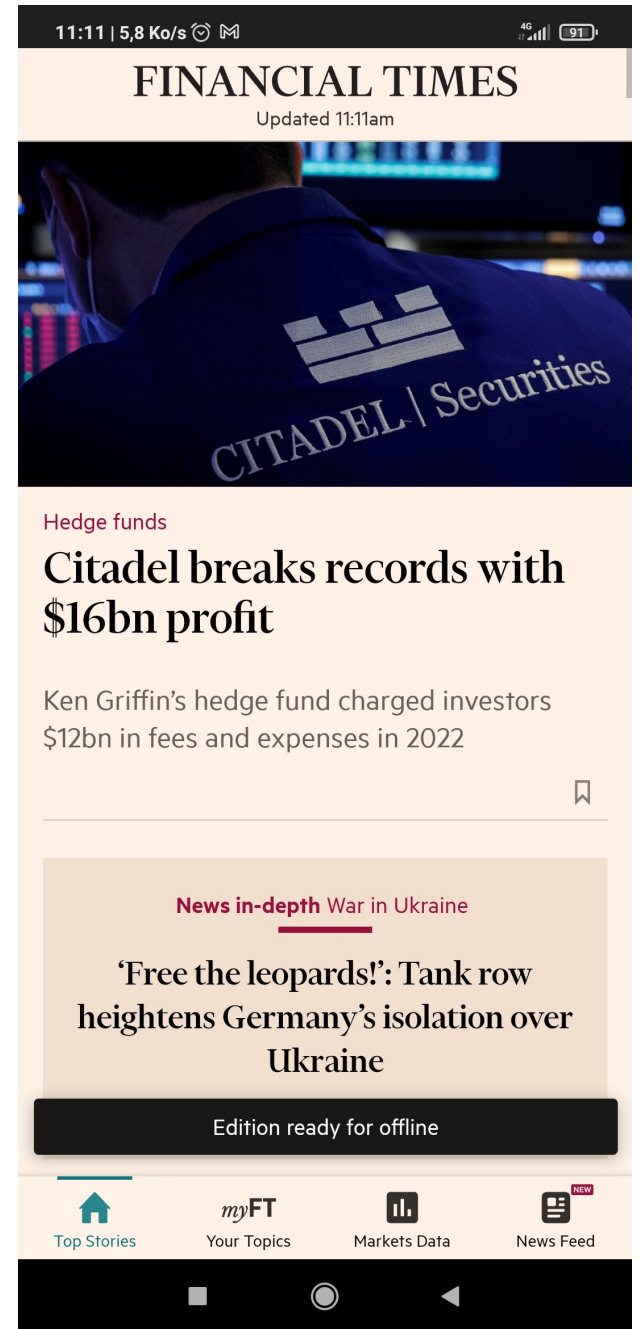 11:11 | 5,8 Ko/s
4G
91
FINANCIAL TIMES
Updated 11:11am
CITADEL | Securities
Hedge funds
Citadel breaks records with
$16bn profit
Ken Griffin’s hedge fund charged investors
$12bn in fees and expenses in 2022
News in-depth War in Ukraine
‘Free the leopards!’: Tank row
heightens Germany’s isolation over
Ukraine
Edition ready for offline
NEW
myFT
Top Stories Your Topics Markets Data News Feed